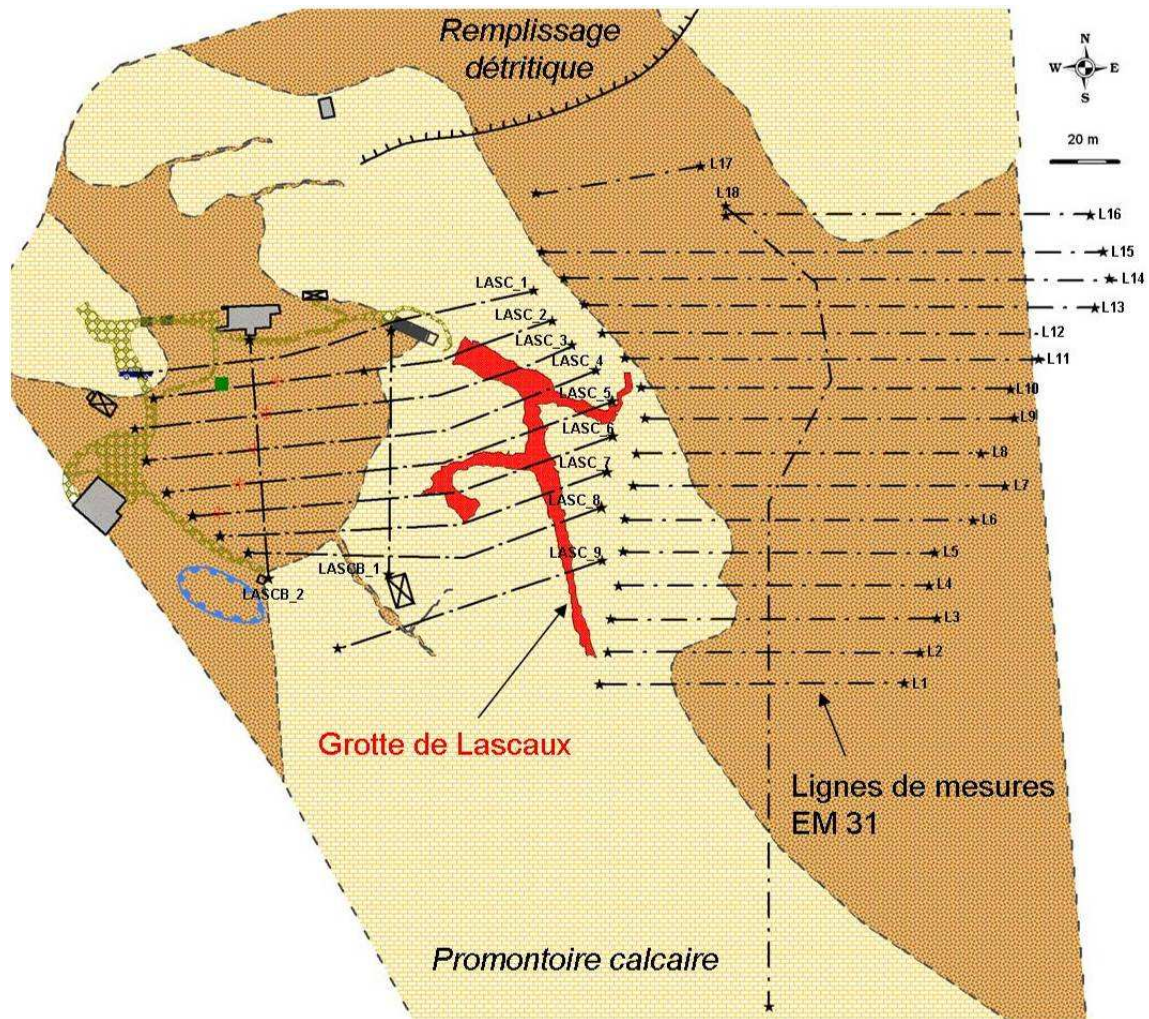 Remplissage
détritique
N
W E
S
20 m
L17
L18
L16
L15
L14
L13
L12
L11
L10
L9
L8
L7
L6
L5
L4
L3
L2
L1
LASC_1
LASC_2
LASC_3
LASC_4
LASC_5
LASC_6
LASC_7
LASC_8
LASC_9
LASCB_1
LASCB_2
Grotte de Lascaux
Lignes de mesures
EM 31
Promontoire calcaire